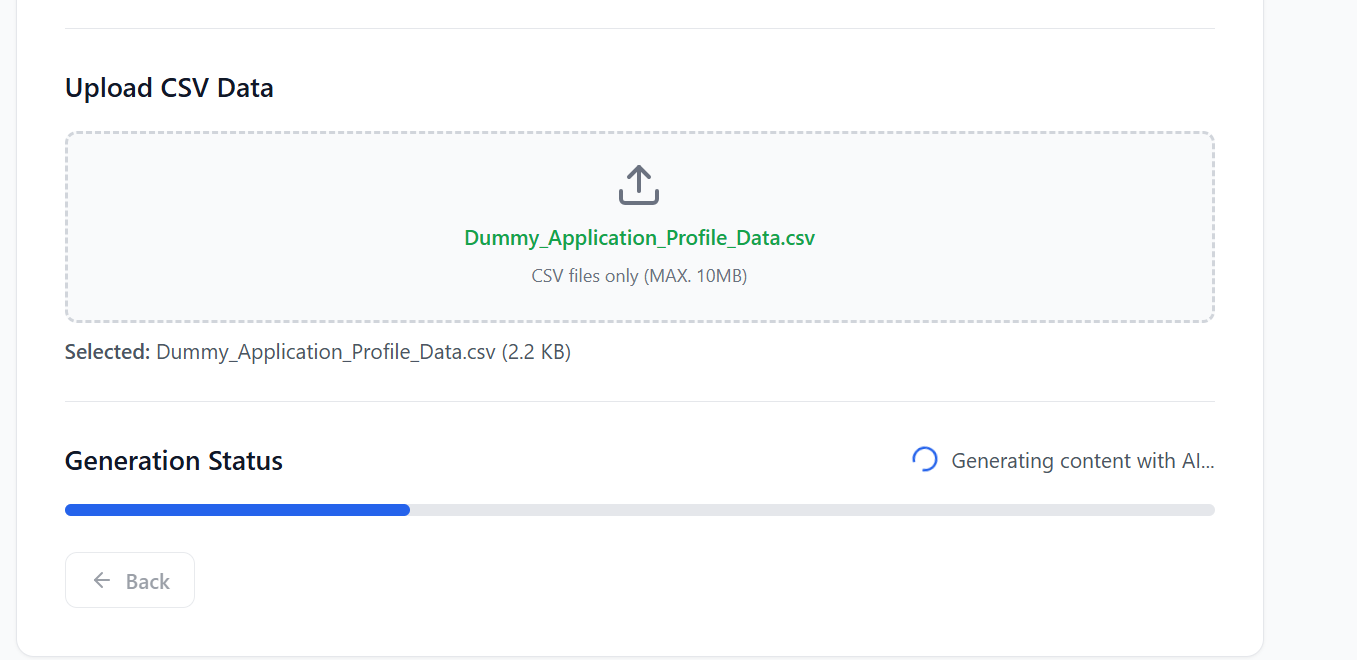 Upload CSV Data
Dummy_Application_Profile_Data.csv
CSV files only (MAX. 10MB)
Selected: Dummy_Application_Profile_Data.csv (2.2 KB)
Generation Status
Generating content with AI...
Back